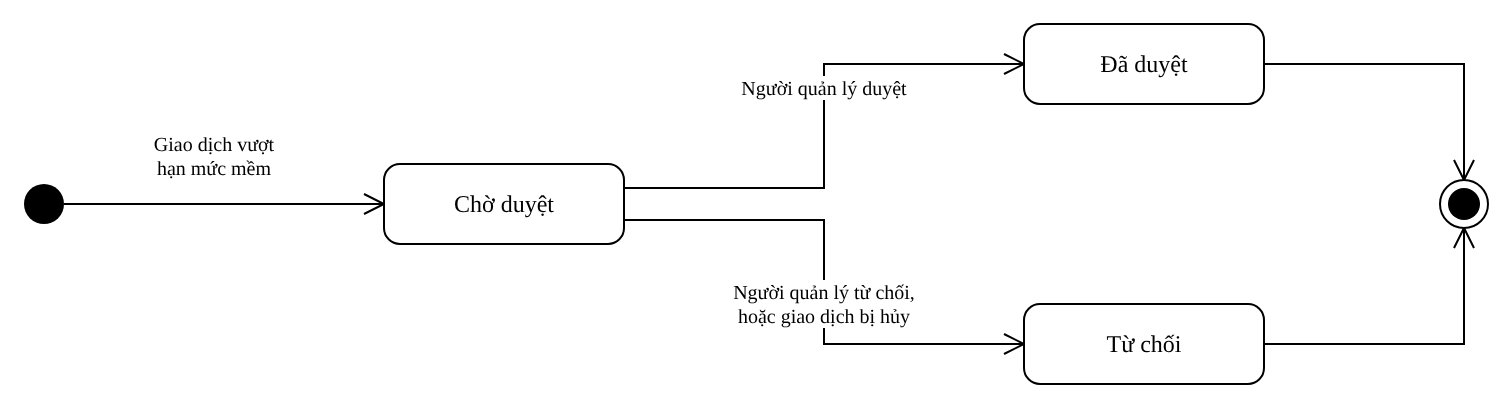 Giao dịch vượt
hạn mức mềm
Chờ duyệt
Người quản lý duyệt
Đã duyệt
Người quản lý từ chối,
hoặc giao dịch bị hủy
Từ chối